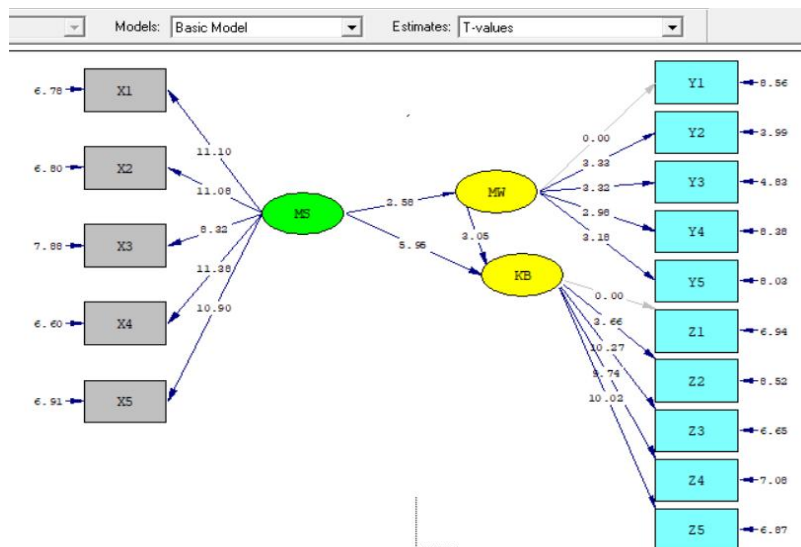 Models: Basic Model Estimates: T-values
6.78 X1
6.80 X2
7.88 X3
6.60 X4
6.91 X5
11.10
11.08
8.32
11.38
10.90
MS
2.58
5.95
MW
3.05
KB
0.00
3.33
3.32
2.98
3.18
0.00
3.66
10.27
9.74
10.02
Y1 8.56
Y2 3.99
Y3 4.83
Y4 8.38
Y5 8.03
Z1 6.94
Z2 8.52
Z3 6.65
Z4 7.08
Z5 6.87